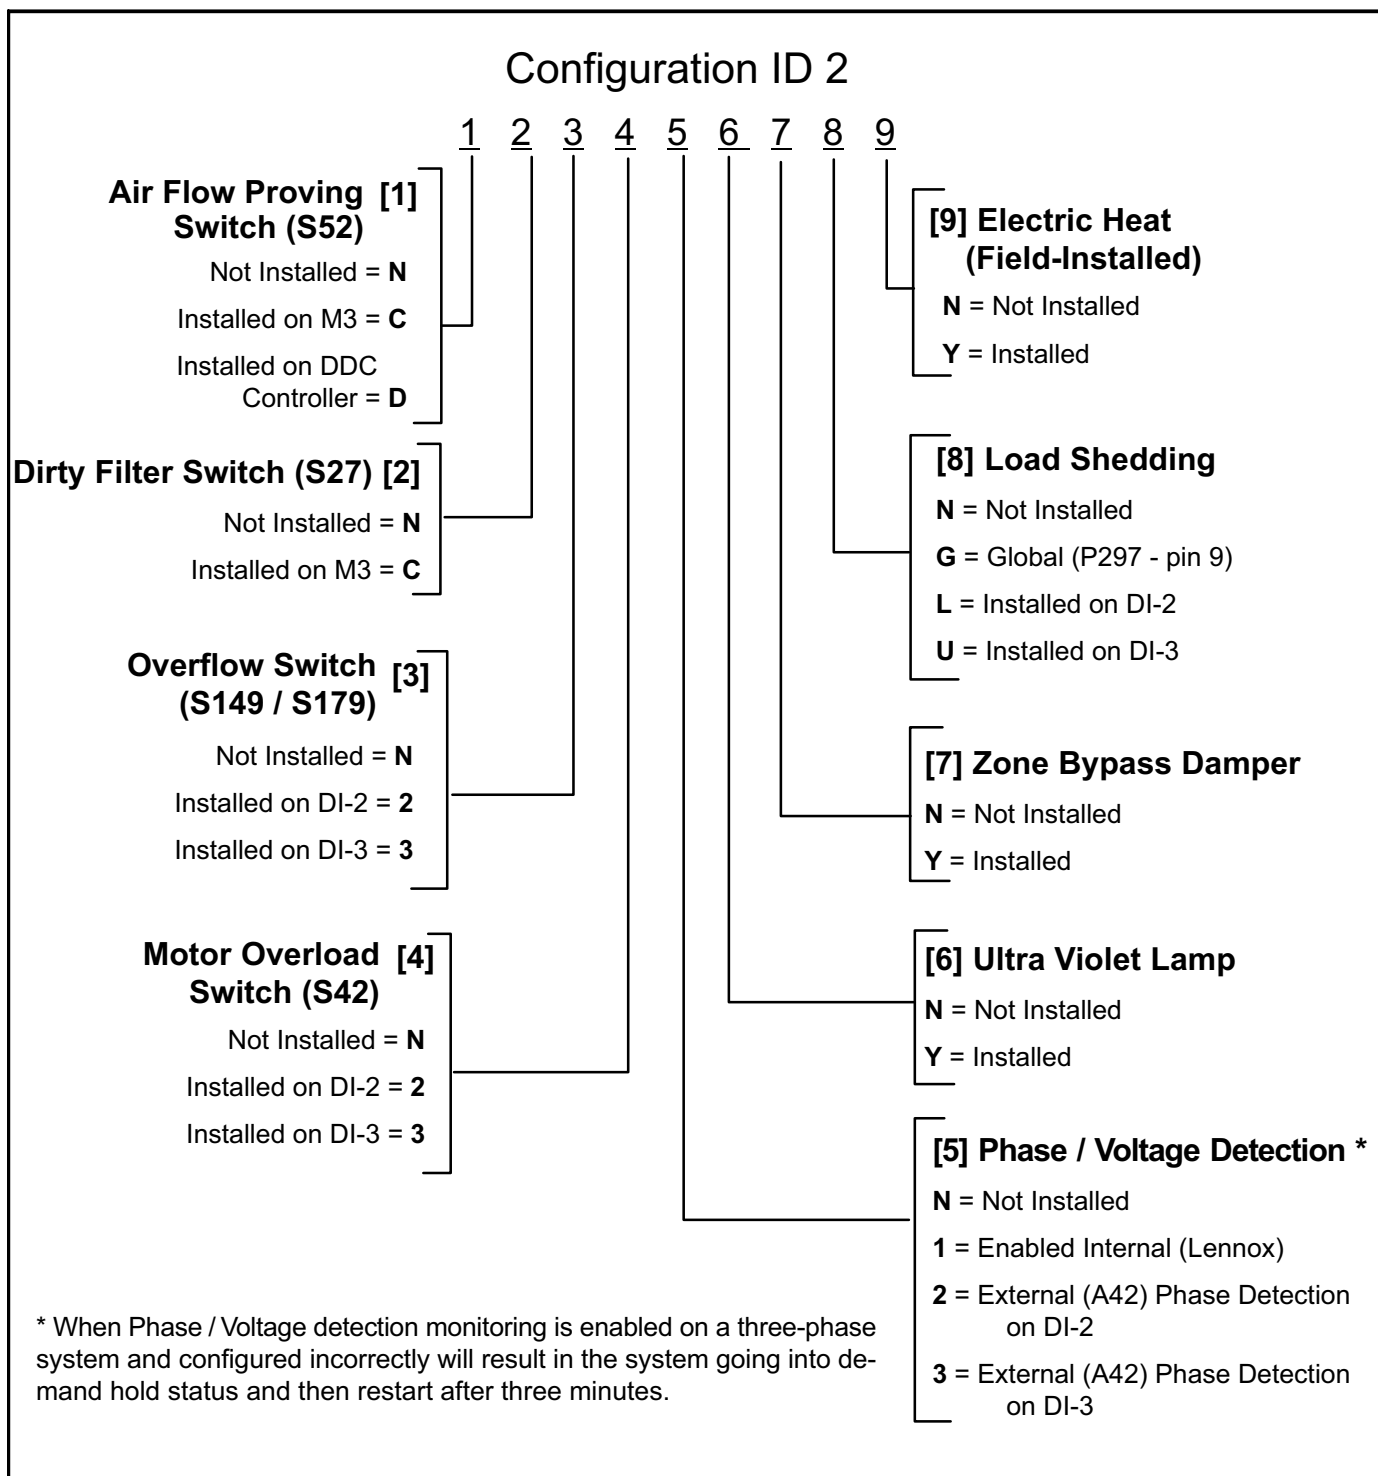 Configuration ID 2
1 2 3 4 5 6 7 8 9
Air Flow Proving [1]
Switch (S52)
Not Installed = N
Installed on M3 = C
Installed on DDC
Controller = D
Dirty Filter Switch (S27) [2]
Not Installed = N
Installed on M3 = C
Overflow Switch [3]
(S149 / S179)
Not Installed = N
Installed on DI-2 = 2
Installed on DI-3 = 3
Motor Overload [4]
Switch (S42)
Not Installed = N
Installed on DI-2 = 2
Installed on DI-3 = 3
[9] Electric Heat
(Field-Installed)
N = Not Installed
Y = Installed
[8] Load Shedding
N = Not Installed
G = Global (P297 - pin 9)
L = Installed on DI-2
U = Installed on DI-3
[7] Zone Bypass Damper
N = Not Installed
Y = Installed
[6] Ultra Violet Lamp
N = Not Installed
Y = Installed
[5] Phase / Voltage Detection *
N = Not Installed
1 = Enabled Internal (Lennox)
2 = External (A42) Phase Detection
on DI-2
3 = External (A42) Phase Detection
on DI-3
* When Phase / Voltage detection monitoring is enabled on a three-phase
system and configured incorrectly will result in the system going into de-
mand hold status and then restart after three minutes.